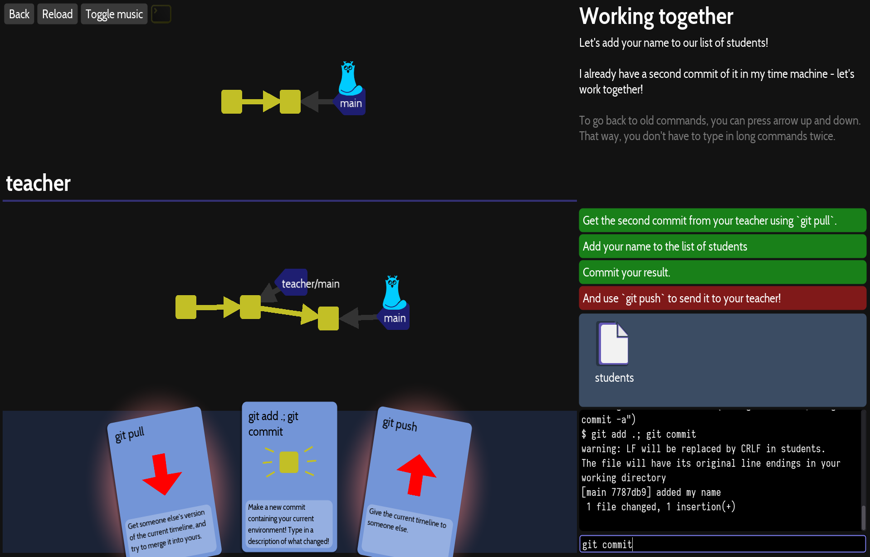 Back
Reload
Toggle music
Working together
Let's add your name to our list of students!
I already have a second commit of it in my time machine - let's
work together!
To go back to old commands, you can press arrow up and down.
That way, you don't have to type in long commands twice.
main
teacher
teacher/main
main
Get the second commit from your teacher using `git pull`.
Add your name to the list of students
Commit your result.
And use `git push` to send it to your teacher!
students
git pull
Get someone else's version
of the current timeline, and
try to merge it into yours.
git add .; git
commit
Make a new commit
containing your current
environment! Type in a
description of what changed!
git push
Give the current timeline to
someone else.
commit -a")
$ git add .; git commit
warning: LF will be replaced by CRLF in students.
The file will have its original line endings in your
working directory
[main 7787db9] added my name
1 file changed, 1 insertion(+)
git commit